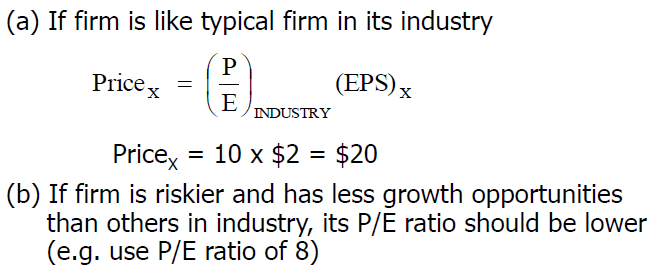 (a) If firm is like typical firm in its industry
Price_X = (P/E)_INDUSTRY (EPS)_X
Price_X = 10 x $2 = $20
(b) If firm is riskier and has less growth opportunities
than others in industry, its P/E ratio should be lower
(e.g. use P/E ratio of 8)